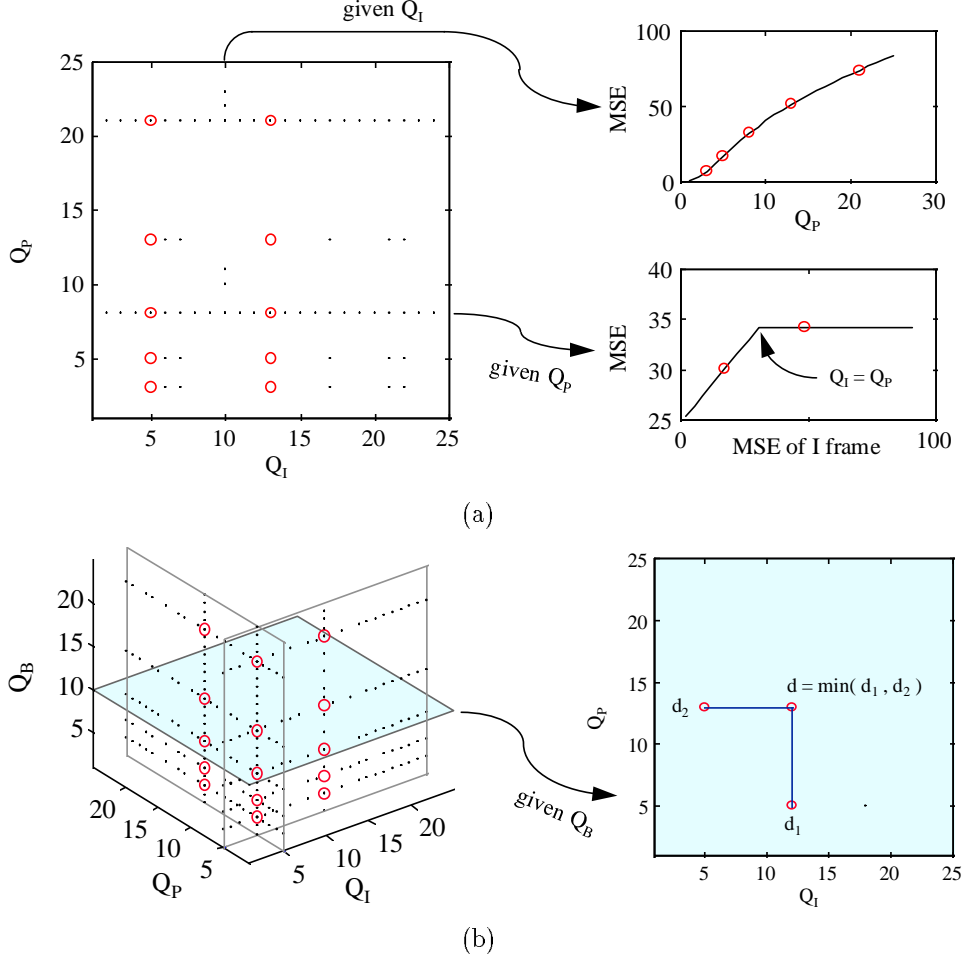 given Q_I
25
20
15
10
5
Q_P
5 10 15 20 25
Q_I
100
50
0
MSE
0 10 20 30
Q_P
given Q_P
40
35
30
25
MSE
Q_I = Q_P
0 100
MSE of I frame
(a)
20
15
10
5
Q_B
20
15
10
5
Q_P
5
10
15
20
Q_I
given Q_B
25
20
15
10
5
Q_P
d = min( d_1 , d_2 )
d_2
d_1
5 10 15 20 25
Q_I
(b)